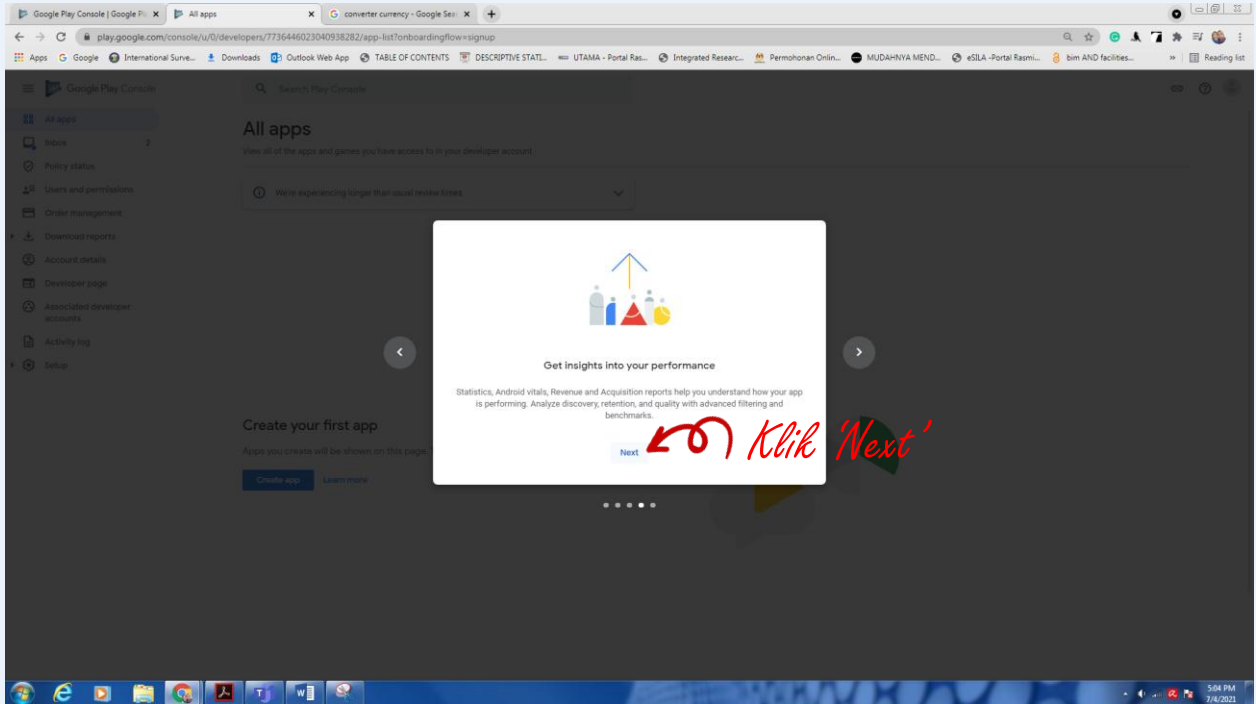 Google Play Console | Google Pl
All apps
converter currency - Google Sear
play.google.com/console/u/0/developers/7736446023040938282/app-list?onboardingflow=signup
Apps
Google
International Surve...
Downloads
Outlook Web App
TABLE OF CONTENTS
DESCRIPTIVE STATI...
UTAMA - Portal Ras...
Integrated Researc...
Permohonan Onlin...
MUDAHNYA MEND...
eSILA -Portal Rasmi...
bim AND facilities...
»
Reading list
Google Play Console
Search Play Console
All apps
Inbox 3
Policy status
Users and permissions
Order management
Download reports
Account details
Developer page
Associated developer
accounts
Activity log
Setup
All apps
View all of the apps and games you have access to in your developer account
We're experiencing longer than usual review times
Get insights into your performance
Statistics, Android vitals, Revenue and Acquisition reports help you understand how your app
is performing. Analyze discovery, retention, and quality with advanced filtering and
benchmarks.
Next
Klik 'Next'
Create your first app
Apps you create will be shown on this page.
Create app
Learn more
5:04 PM
7/4/2021